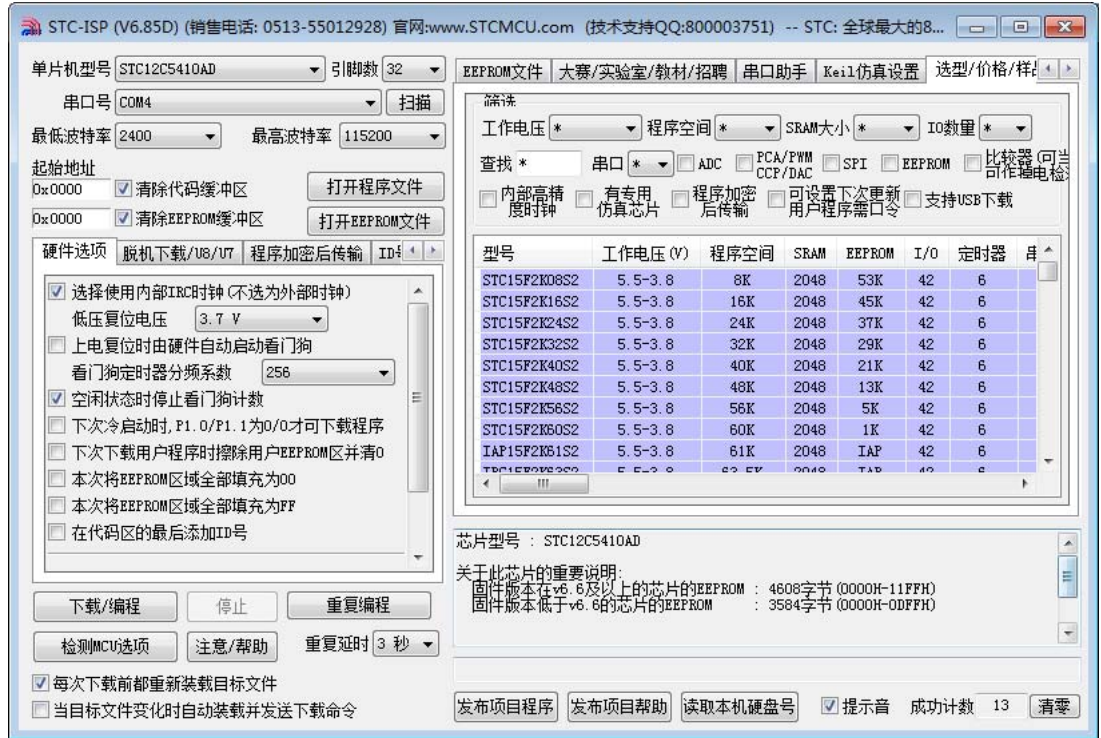 STC-ISP (V6.85D) (销售电话: 0513-55012928) 官网:www.STCMCU.com (技术支持QQ:800003751) -- STC: 全球最大的8...
单片机型号 STC12C5410AD 引脚数 32
串口号 COM4 扫描
最低波特率 2400 最高波特率 115200
起始地址
0x0000 清除代码缓冲区 打开程序文件
0x0000 清除EEPROM缓冲区 打开EEPROM文件
硬件选项 脱机下载/U8/U7 程序加密后传输
选择使用内部IRC时钟(不选为外部时钟)
低压复位电压 3.7 V
上电复位时由硬件自动启动看门狗
看门狗定时器分频系数 256
空闲状态时停止看门狗计数
下次冷启动时,P1.0/P1.1为0/0才可下载程序
下次下载用户程序时擦除用户EEPROM区并清0
本次将EEPROM区域全部填充为00
本次将EEPROM区域全部填充为FF
在代码区的最后添加ID号
下载/编程 停止 重复编程
检测MCU选项 注意/帮助 重复延时 3 秒
每次下载前都重新装载目标文件
当目标文件变化时自动装载并发送下载命令
EEPROM文件 大赛/实验室/教材/招聘 串口助手 Keil仿真设置 选型/价格/样品
筛选
工作电压 * 程序空间 * SRAM大小 * IO数量 *
查找 * 串口 * ADC PCA/PWM CCP/DAC SPI EEPROM 比较器(可当 可作掉电检
内部高精度时钟 有专用仿真芯片 程序加密后传输 可设置下次更新用户程序需口令 支持USB下载
型号 工作电压(V) 程序空间 SRAM EEPROM I/O 定时器 串
STC15F2K08S2 5.5-3.8 8K 2048 53K 42 6
STC15F2K16S2 5.5-3.8 16K 2048 45K 42 6
STC15F2K24S2 5.5-3.8 24K 2048 37K 42 6
STC15F2K32S2 5.5-3.8 32K 2048 29K 42 6
STC15F2K40S2 5.5-3.8 40K 2048 21K 42 6
STC15F2K48S2 5.5-3.8 48K 2048 13K 42 6
STC15F2K56S2 5.5-3.8 56K 2048 5K 42 6
STC15F2K60S2 5.5-3.8 60K 2048 1K 42 6
IAP15F2K61S2 5.5-3.8 61K 2048 IAP 42 6
芯片型号 : STC12C5410AD
关于此芯片的重要说明:
固件版本在v6.6及以上的芯片的EEPROM : 4608字节(0000H-11FFH)
固件版本低于v6.6的芯片的EEPROM : 3584字节(0000H-0DFFH)
发布项目程序 发布项目帮助 读取本机硬盘号 提示音 成功计数 13 清零